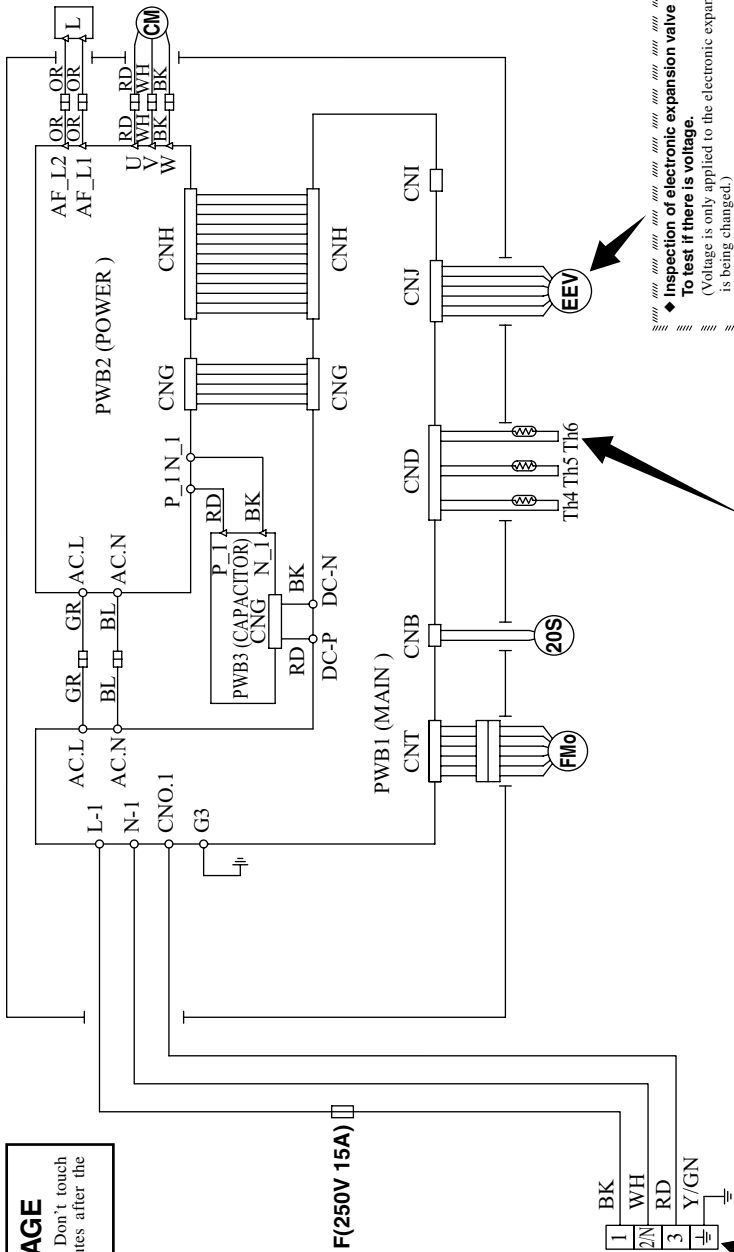 AGE
Don't touch
utes after the
1
2/N
3
BK
WH
RD
Y/GN
F(250V 15A)
L-1
N-1
CNO.1
G3
AC.L
GR
GR
AC.L
AC.N
BL
BL
AC.N
PWB1 (MAIN )
PWB2 (POWER )
PWB3 (CAPACITOR)
CNG
P_1
N_1
RD
BK
P_1
N_1
RD
BK
DC-P
DC-N
CNG
CNG
CNH
CNH
AF_L2
OR
OR
AF_L1
OR
OR
L
U
RD
RD
V
WH
WH
W
BK
BK
CM
CNT
FMo
CNB
20S
CND
Th4 Th5 Th6
CNJ
EEV
CNI
◆ Inspection of electronic expansion valve
To test if there is voltage.
(Voltage is only applied to the electronic expan
is being changed.)